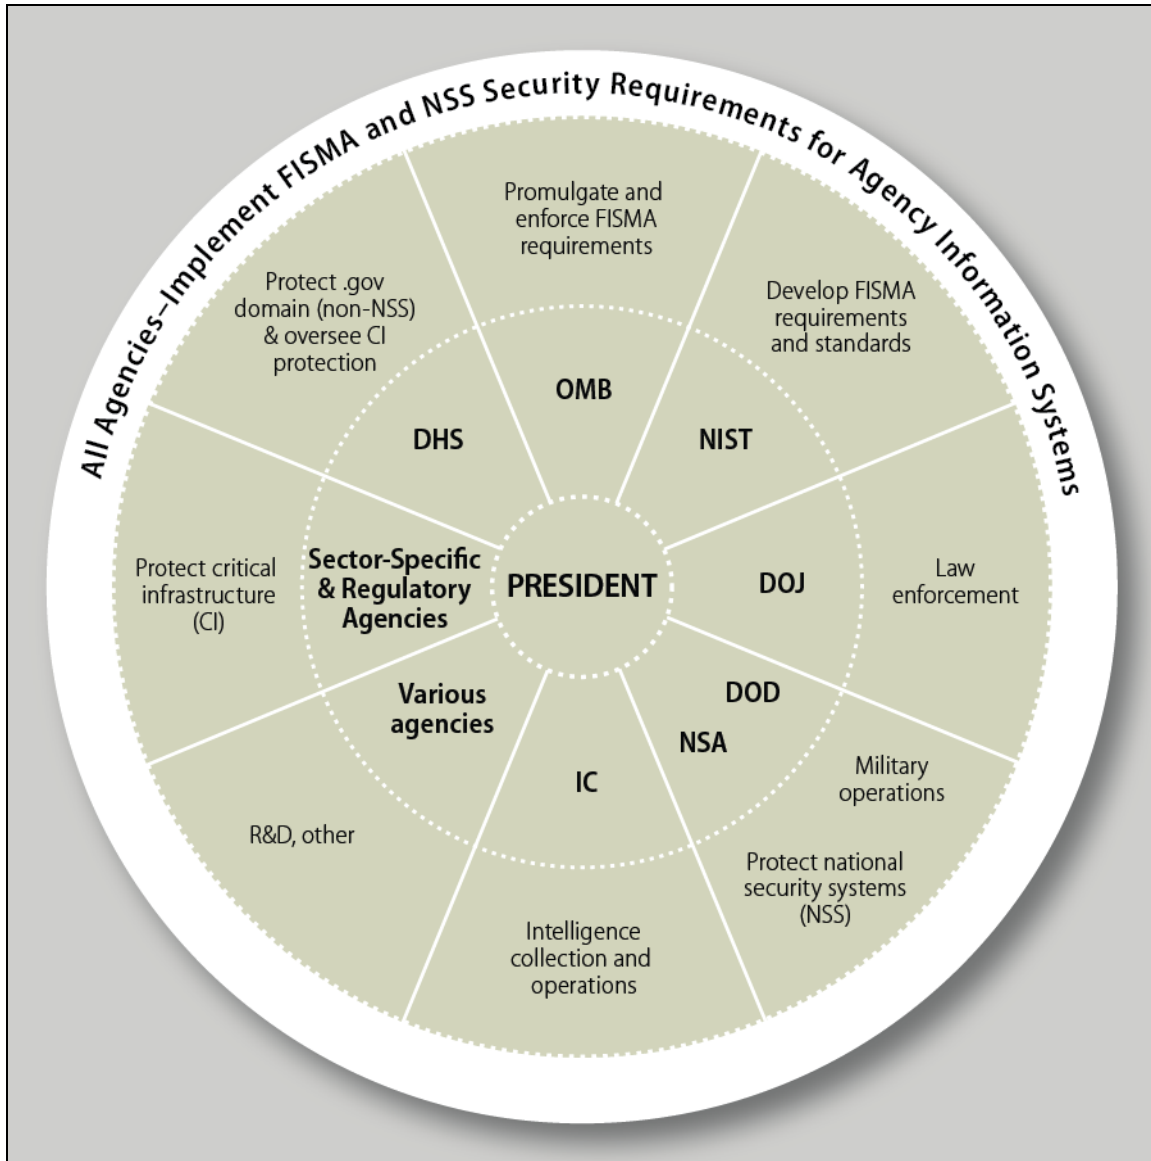 All Agencies–Implement FISMA and NSS Security Requirements for Agency Information Systems
Promulgate and
enforce FISMA
requirements
OMB
Develop FISMA
requirements
and standards
NIST
Law
enforcement
DOJ
DOD
NSA
Military
operations
Protect national
security systems
(NSS)
IC
Intelligence
collection and
operations
Various
agencies
R&D, other
Sector-Specific
& Regulatory
Agencies
Protect critical
infrastructure
(CI)
DHS
Protect .gov
domain (non-NSS)
& oversee CI
protection
PRESIDENT